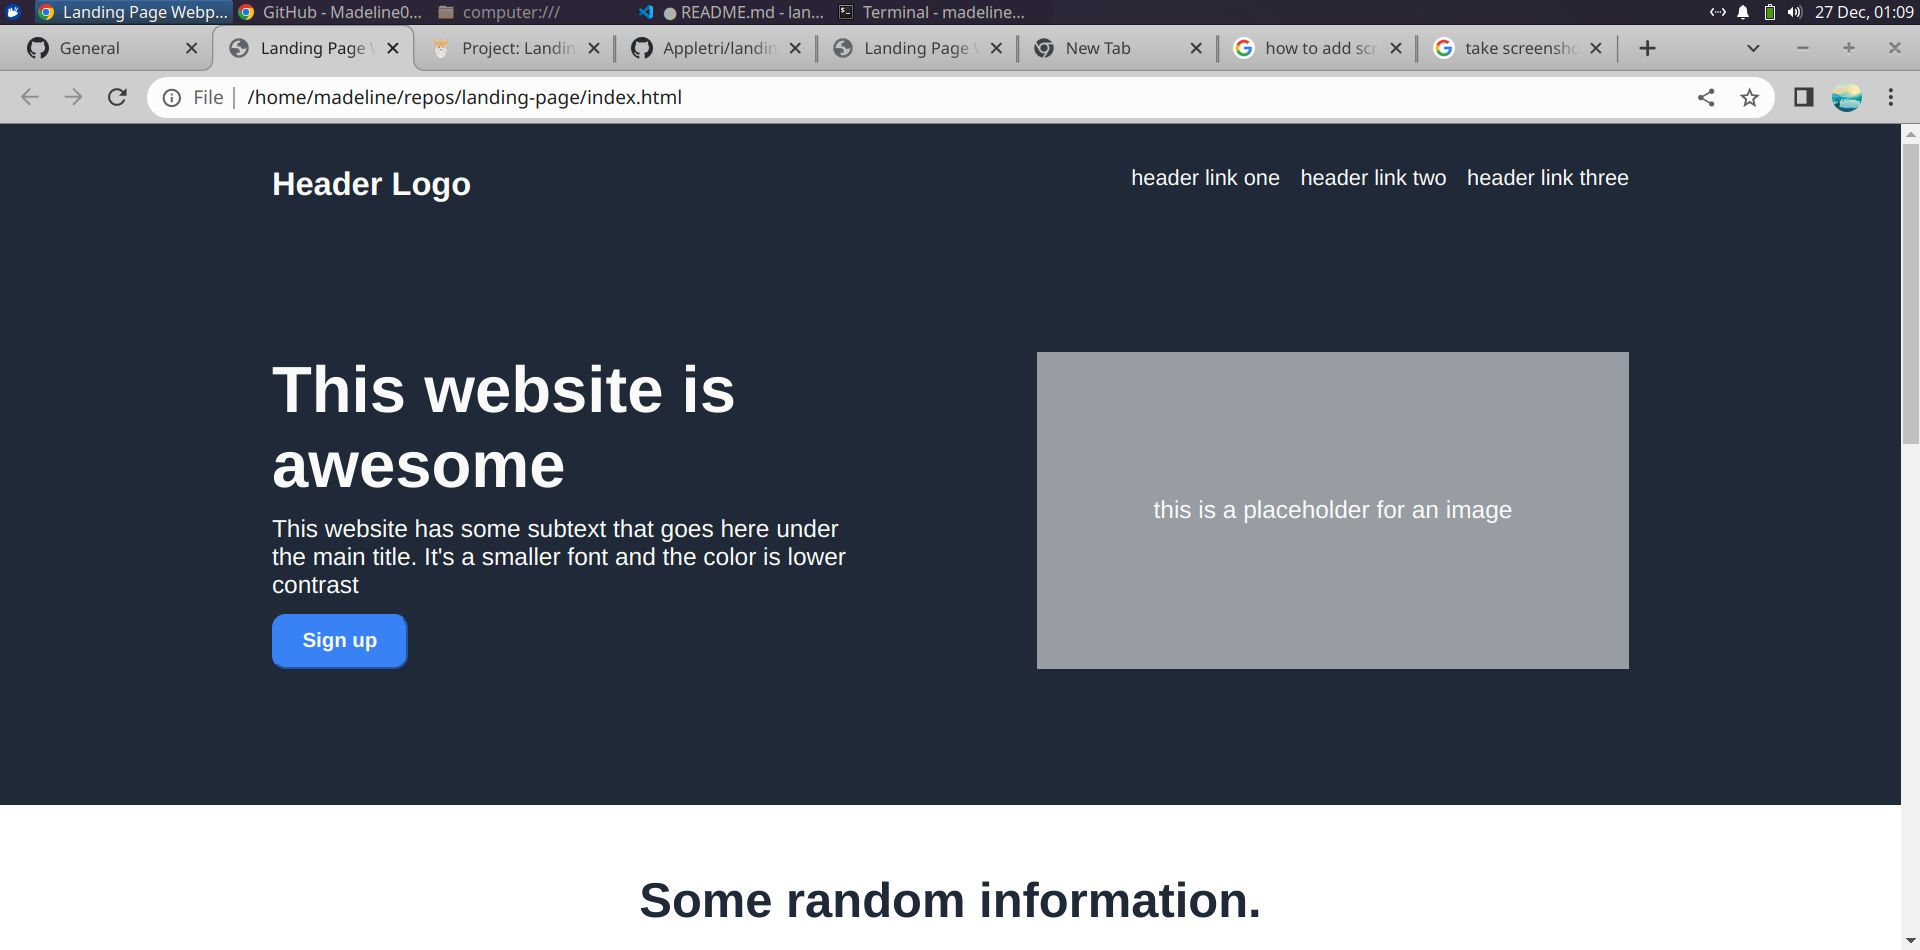 Landing Page Webp... GitHub - Madeline0... computer:/// ● README.md - lan... Terminal - madeline... 27 Dec, 01:09
General Landing Page Project: Landin Appletri/landin Landing Page New Tab how to add scr take screensho
File /home/madeline/repos/landing-page/index.html
Header Logo header link one header link two header link three
This website is
awesome
This website has some subtext that goes here under
the main title. It's a smaller font and the color is lower
contrast
Sign up
this is a placeholder for an image
Some random information.